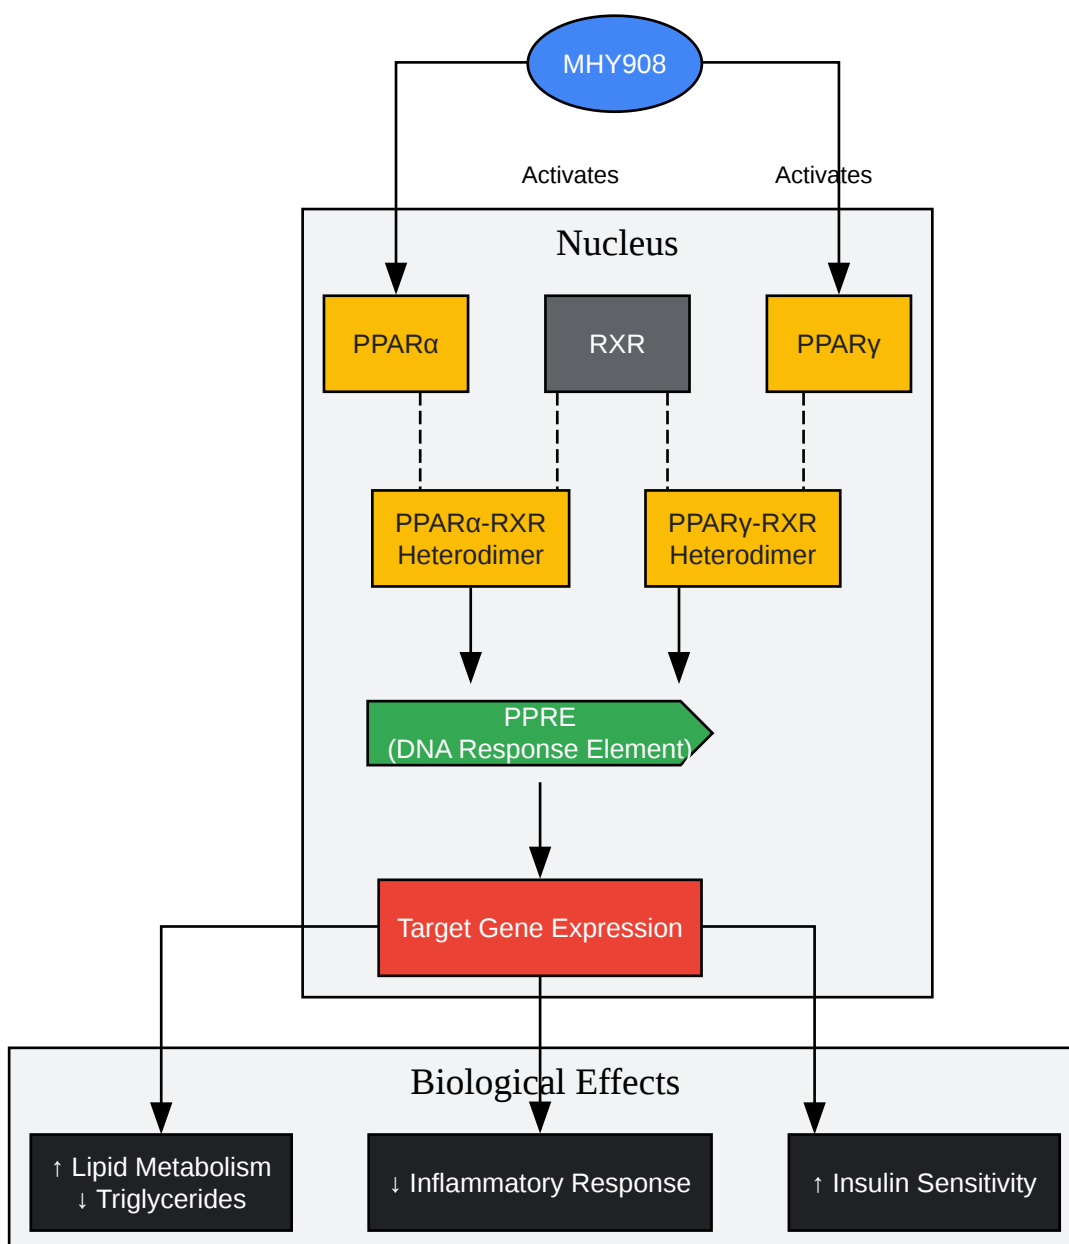 MHY908
Activates
Activates
Nucleus
PPARα
RXR
PPARγ
PPARα-RXR
Heterodimer
PPARγ-RXR
Heterodimer
PPRE
(DNA Response Element)
Target Gene Expression
Biological Effects
↑ Lipid Metabolism
↓ Triglycerides
↓ Inflammatory Response
↑ Insulin Sensitivity